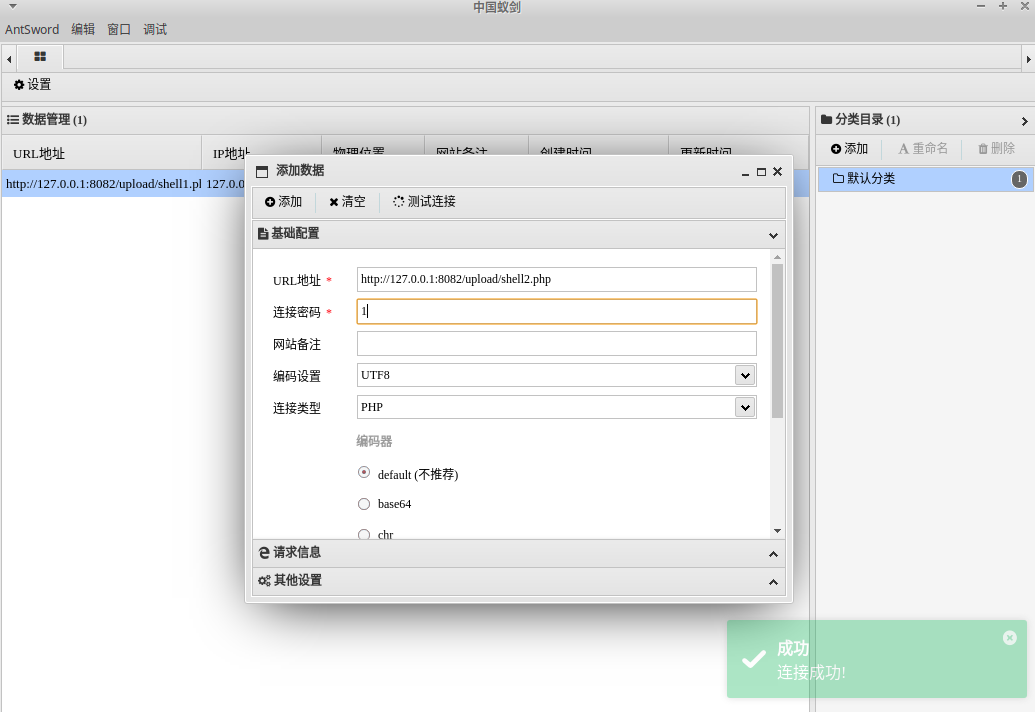 中国蚁剑
AntSword 编辑 窗口 调试
设置
数据管理 (1)
分类目录 (1)
URL地址 IP地址 物理位置 网站备注 创建时间 更新时间
添加 重命名 删除
http://127.0.0.1:8082/upload/shell1.pl 127.0.0
默认分类 1
添加数据
添加 清空 测试连接
基础配置
URL地址 * http://127.0.0.1:8082/upload/shell2.php
连接密码 * 1
网站备注
编码设置 UTF8
连接类型 PHP
编码器
default (不推荐)
base64
chr
请求信息
其他设置
成功
连接成功!